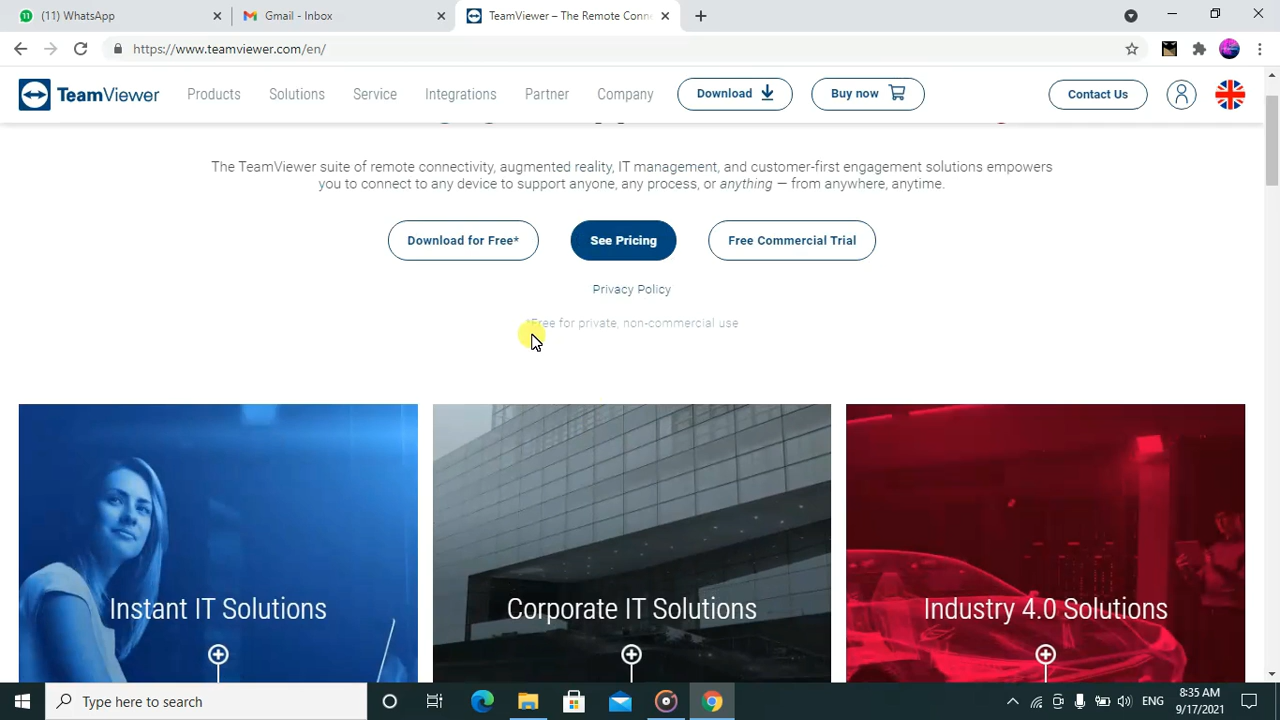 (11) WhatsApp
Gmail - Inbox
TeamViewer – The Remote Conn
https://www.teamviewer.com/en/
TeamViewer
Products
Solutions
Service
Integrations
Partner
Company
Download
Buy now
Contact Us
The TeamViewer suite of remote connectivity, augmented reality, IT management, and customer-first engagement solutions empowers
you to connect to any device to support anyone, any process, or anything — from anywhere, anytime.
Download for Free*
See Pricing
Free Commercial Trial
Privacy Policy
*Free for private, non-commercial use
Instant IT Solutions
Corporate IT Solutions
Industry 4.0 Solutions
Type here to search
ENG
8:35 AM
9/17/2021